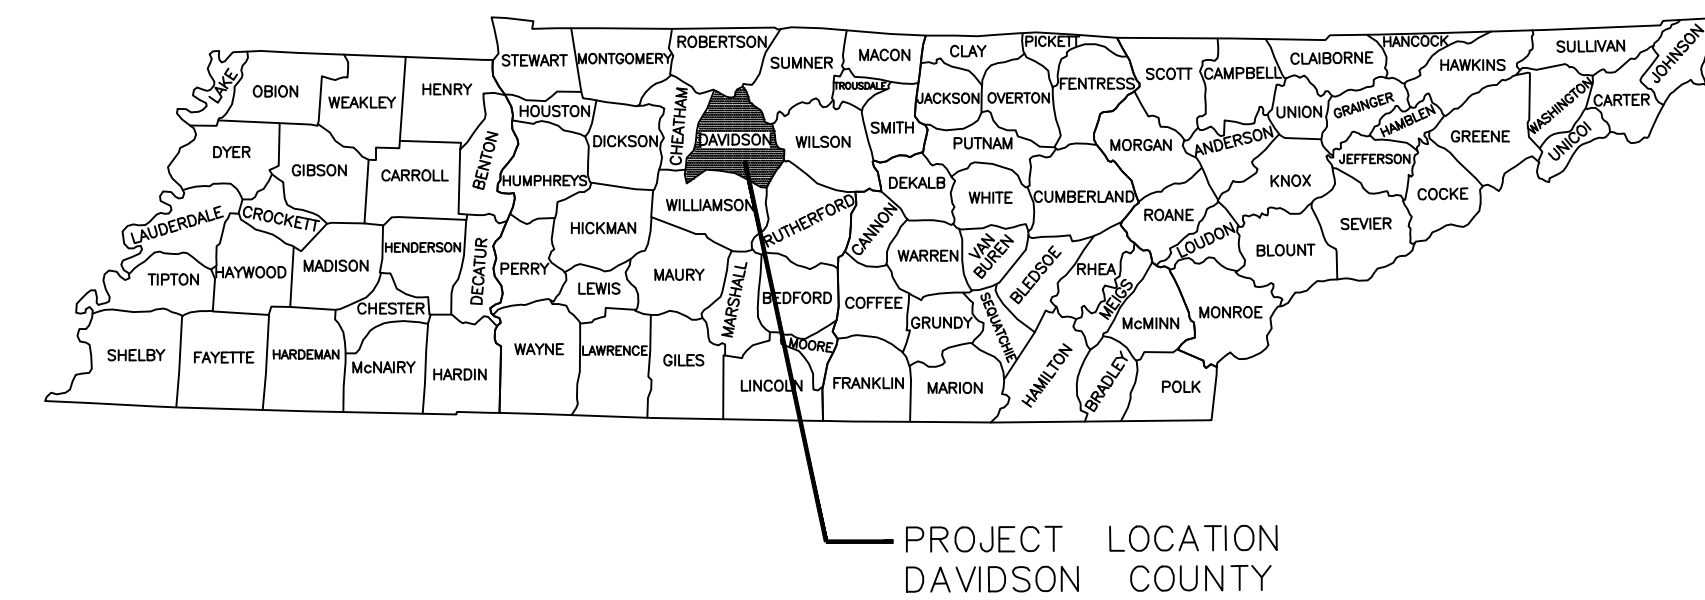 LAKE
OBION
WEAKLEY
HENRY
STEWART
MONTGOMERY
ROBERTSON
SUMNER
MACON
TROUSDALE
CLAY
PICKETT
FENTRESS
SCOTT
CAMPBELL
CLAIBORNE
HANCOCK
HAWKINS
SULLIVAN
JOHNSON
DYER
GIBSON
CARROLL
BENTON
HOUSTON
HUMPHREYS
DICKSON
CHEATHAM
DAVIDSON
WILSON
SMITH
JACKSON
OVERTON
PUTNAM
MORGAN
ANDERSON
UNION
GRAINGER
HAMBLEN
GREENE
WASHINGTON
UNICOI
CARTER
LAUDERDALE
CROCKETT
HAYWOOD
MADISON
HENDERSON
DECATUR
PERRY
HICKMAN
WILLIAMSON
RUTHERFORD
CANNON
DEKALB
WHITE
CUMBERLAND
ROANE
LOUDON
KNOX
JEFFERSON
SEVIER
COCKE
BLOUNT
TIPTON
CHESTER
LEWIS
MAURY
MARSHALL
BEDFORD
COFFEE
WARREN
VAN
BUREN
BLEDSOE
RHEA
MEIGS
McMINN
MONROE
SHELBY
FAYETTE
HARDEMAN
McNAIRY
HARDIN
WAYNE
LAWRENCE
GILES
LINCOLN
MOORE
FRANKLIN
GRUNDY
SEQUATCHIE
MARION
HAMILTON
BRADLEY
POLK
PROJECT LOCATION
DAVIDSON COUNTY